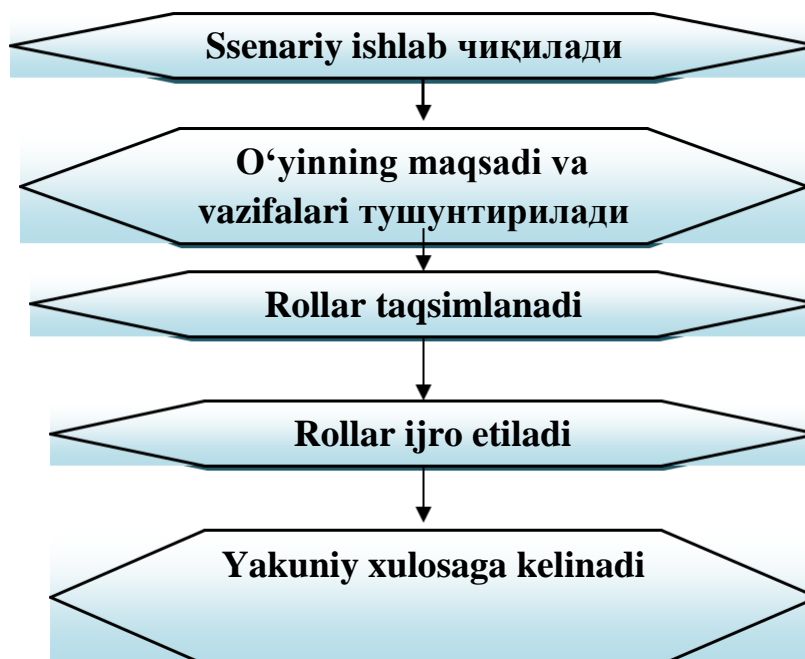 Ssenariy ishlab чиқилади
O‘yinning maqsadi va
vazifalari тушунтирилади
Rollar taqsimlanadi
Rollar ijro etiladi
Yakuniy xulosaga kelinadi